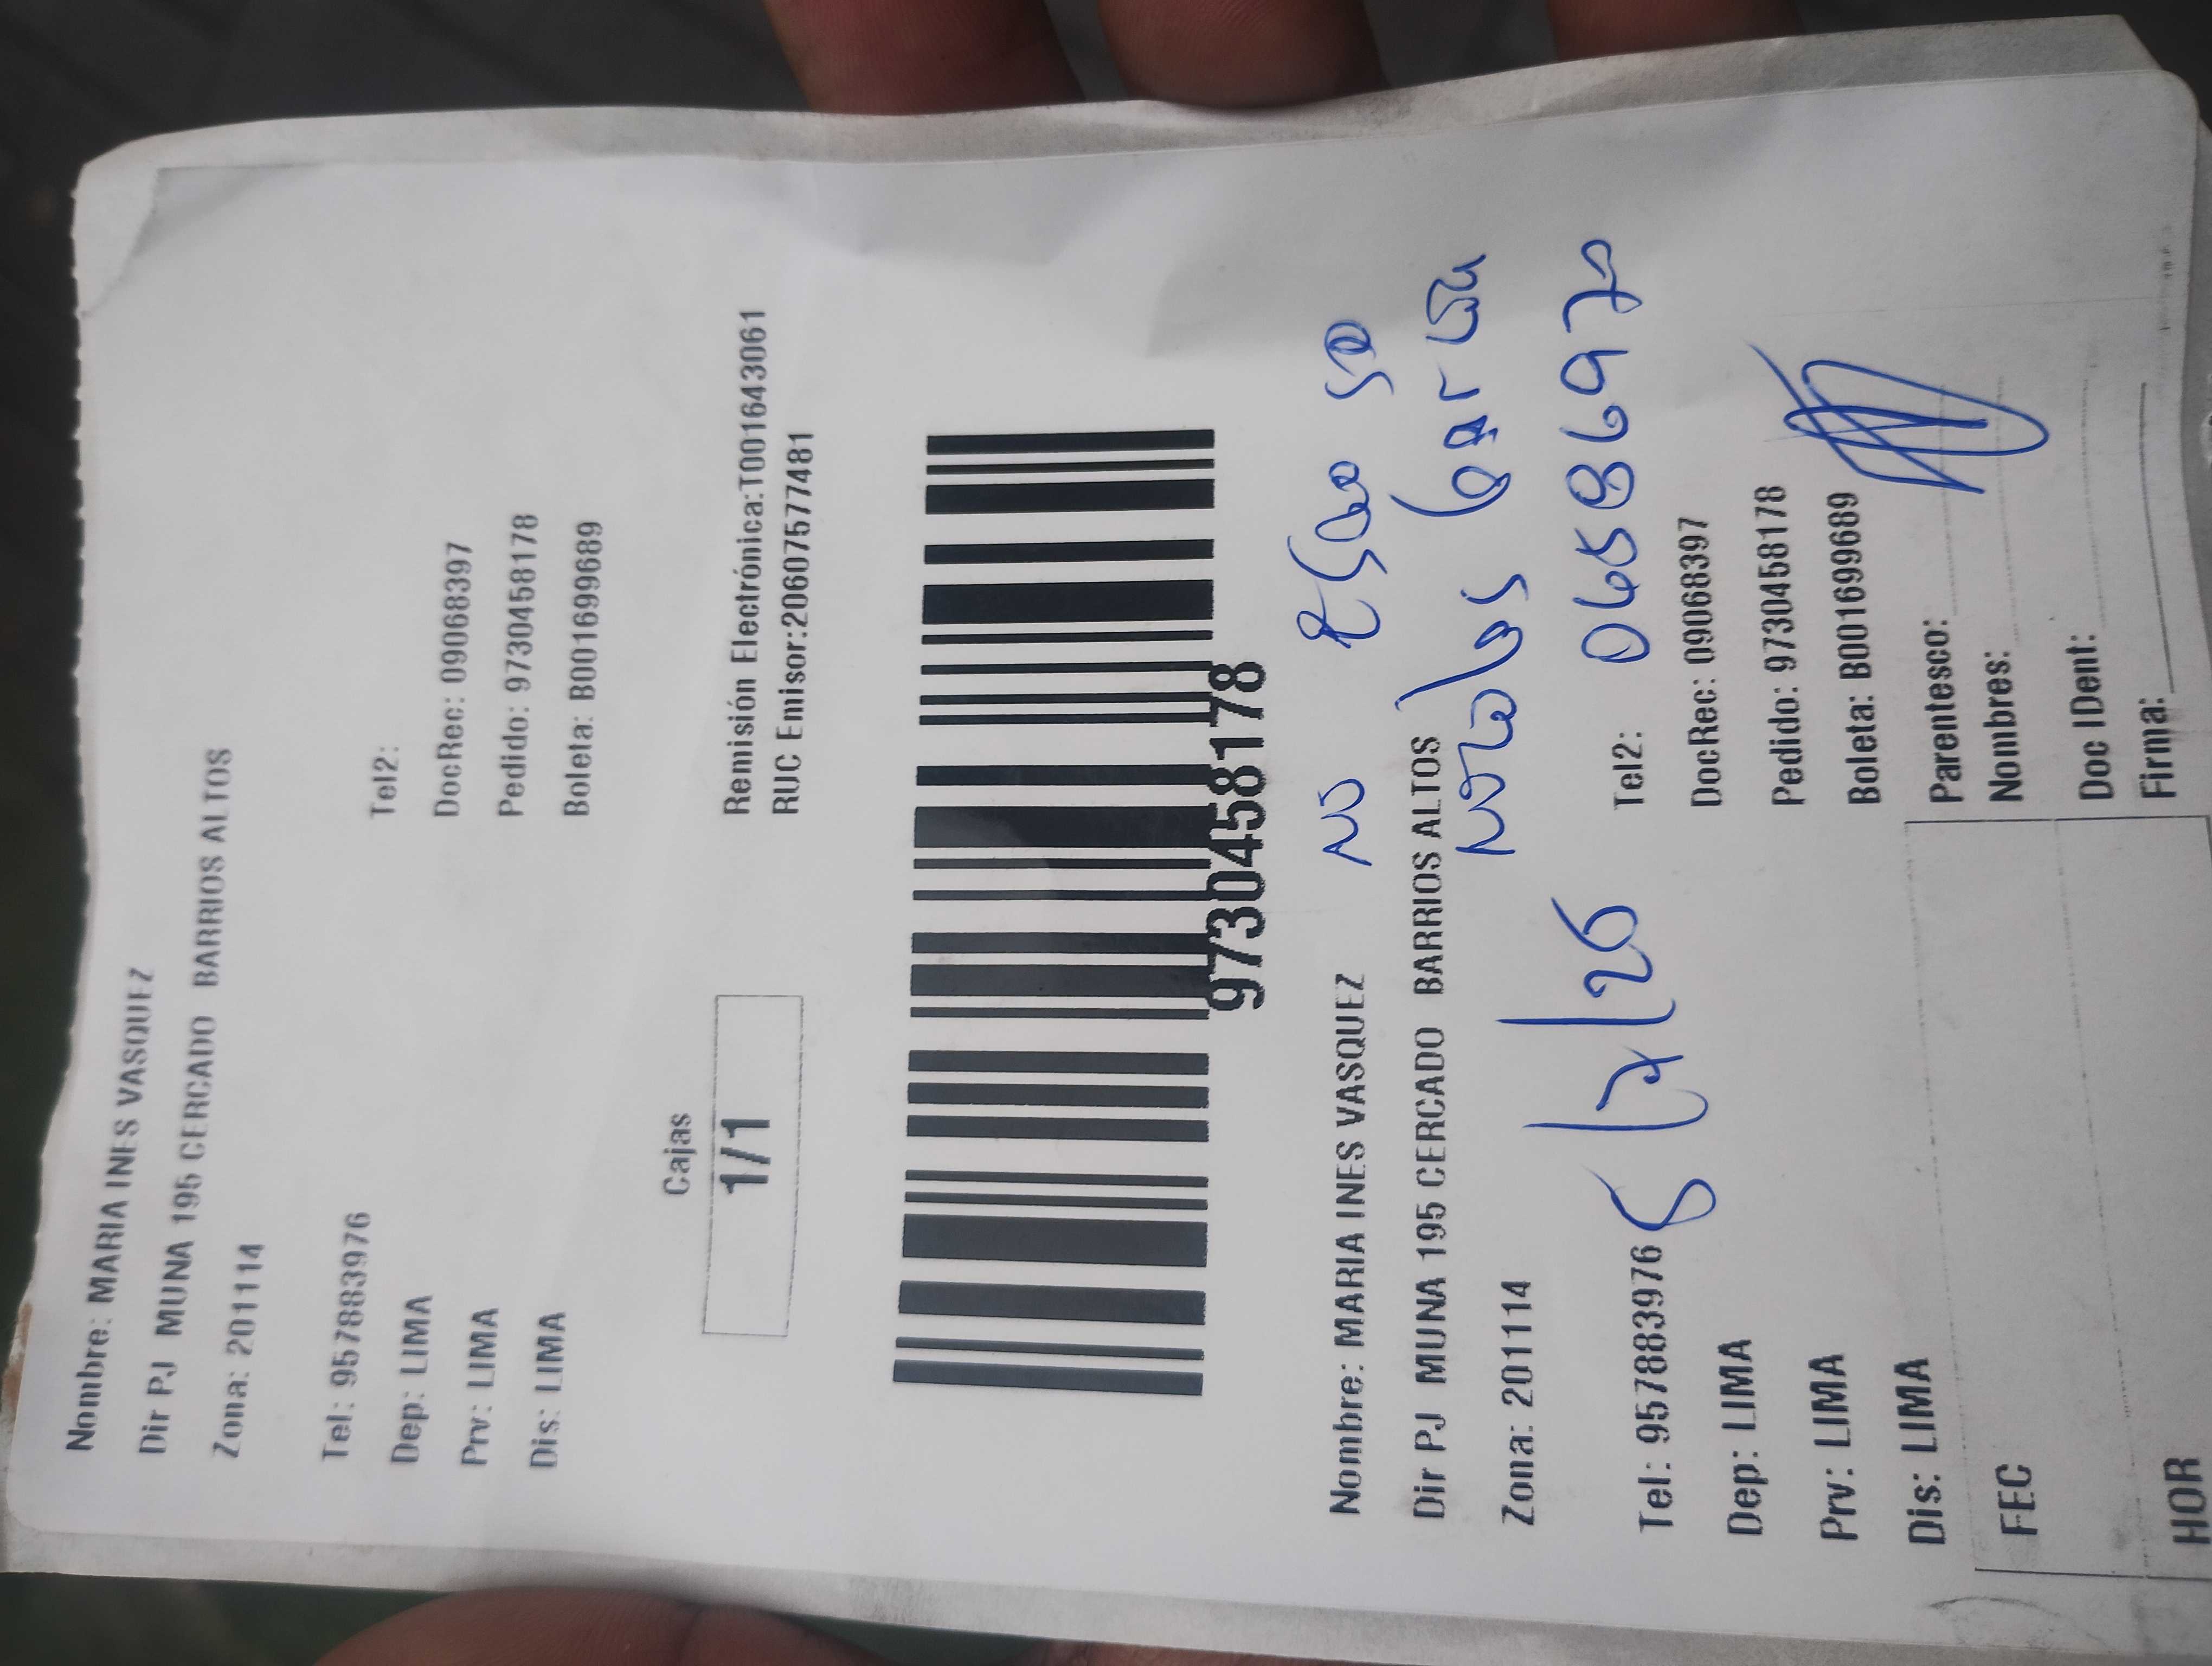 Nombre: MARIA INES VASQUEZ
Dir PJ MUNA 195 CERCADO BARRIOS ALTOS
Zona: 201114
Tel: 957883976 Tel2:
Dep: LIMA DocRec: 09068397
Prv: LIMA Pedido: 9730458178
Dis: LIMA Boleta: B001699689
Cajas
1/1
Remisión Electrónica:T001643061
RUC Emisor:20607577481
9730458178
Nombre: MARIA INES VASQUEZ NO
Dir PJ MUNA 195 CERCADO BARRIOS ALTOS
Zona: 201114
Tel: 957883976 Tel2:
Dep: LIMA DocRec: 09068397
Prv: LIMA Pedido: 9730458178
Dis: LIMA Boleta: B001699689
FEC Parentesco:
Nombres:
HOR Doc IDent:
Firma: